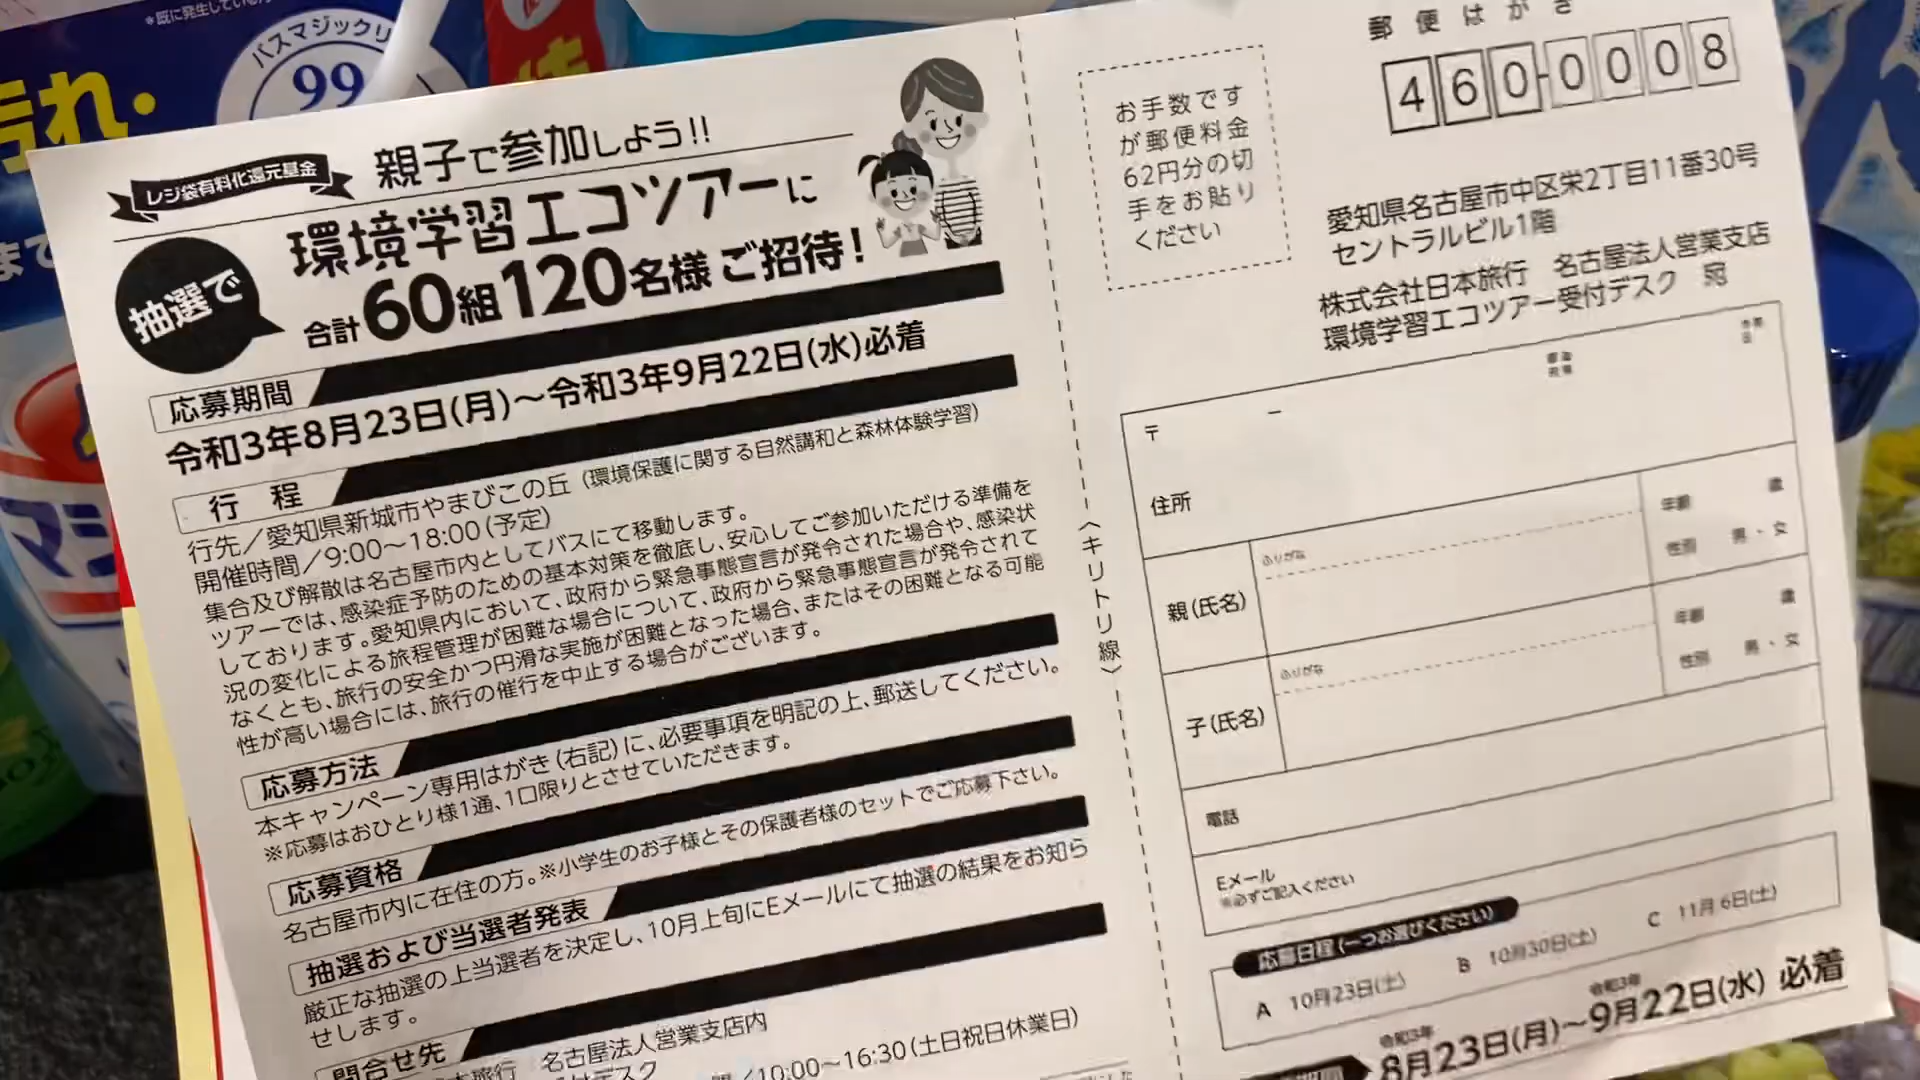 *既に発生している
バスマジックリ
99
汚れ・
まで
マジ
レジ袋有料化還元基金
親子で参加しよう!!
環境学習エコツアーに
抽選で
合計60組120名様ご招待!
応募期間
令和3年8月23日(月)～令和3年9月22日(水)必着
行 程
行先／愛知県新城市やまびこの丘(環境保護に関する自然講和と森林体験学習)
開催時間／9:00～18:00(予定)
集合及び解散は名古屋市内としてバスにて移動します。
ツアーでは、感染症予防のための基本対策を徹底し、安心してご参加いただける準備を
しております。愛知県内において、政府から緊急事態宣言が発令された場合や、感染状
況の変化による旅程管理が困難な場合について、政府から緊急事態宣言が発令されて
なくとも、旅行の安全かつ円滑な実施が困難となった場合、またはその困難となる可能
性が高い場合には、旅行の催行を中止する場合がございます。
応募方法
本キャンペーン専用はがき(右記)に、必要事項を明記の上、郵送してください。
※応募はおひとり様1通、1口限りとさせていただきます。
応募資格
名古屋市内に在住の方。※小学生のお子様とその保護者様のセットでご応募下さい。
抽選および当選者発表
厳正な抽選の上当選者を決定し、10月上旬にEメールにて抽選の結果をお知ら
せします。
問合せ先
本旅行 名古屋法人営業支店内
付デスク
／10:00～16:30(土日祝日休業日)
〈キリトリ線〉
お手数です
が郵便料金
62円分の切
手をお貼り
ください
郵便はがき
460-0008
愛知県名古屋市中区栄2丁目11番30号
セントラルビル1階
株式会社日本旅行 名古屋法人営業支店
環境学習エコツアー受付デスク 宛
〒 －
住所
親(氏名)
ふりがな
年齢 歳
性別 男・女
子(氏名)
ふりがな
年齢 歳
性別 男・女
電話
Eメール
※必ずご記入ください
応募日程(一つお選びください)
A 10月23日(土) B 10月30日(土) C 11月6日(土)
令和3年 令和3年
8月23日(月)～9月22日(水) 必着